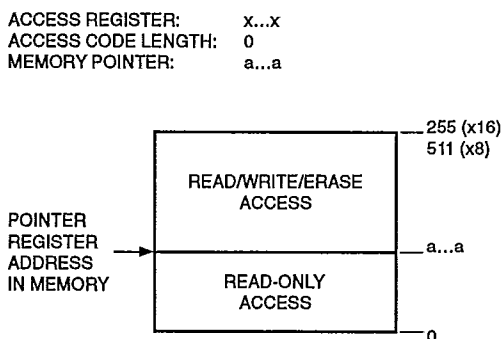 ACCESS REGISTER: x...x
ACCESS CODE LENGTH: 0
MEMORY POINTER: a...a
255 (x16)
511 (x8)
READ/WRITE/ERASE
ACCESS
POINTER
REGISTER
ADDRESS
IN MEMORY
a...a
READ-ONLY
ACCESS
0